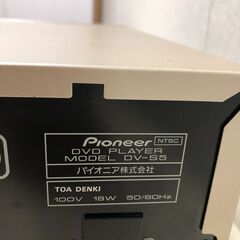 Pioneer NTSC
DVD PLAYER
MODEL DV-S5
パイオニア株式会社
TOA DENKI
100V 18W 50/60Hz